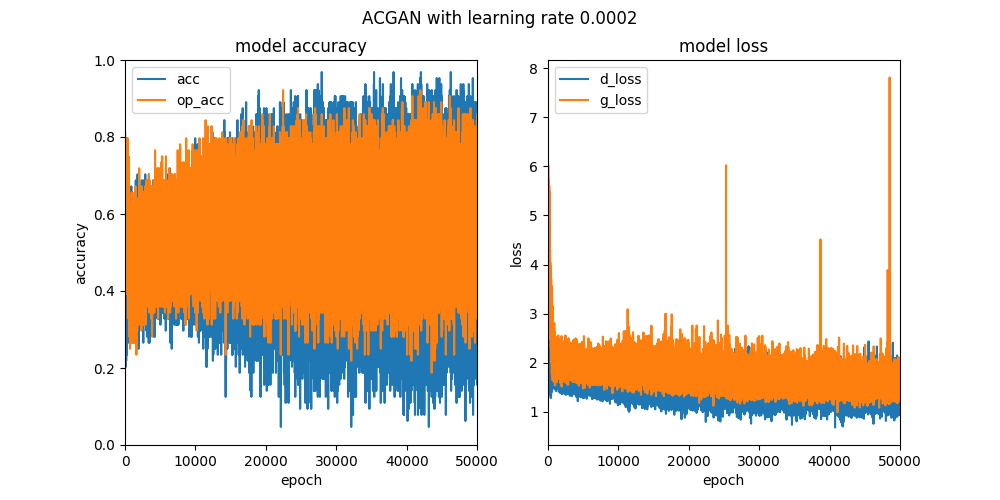 ACGAN with learning rate 0.0002
model accuracy
acc
op_acc
accuracy
1.0
0.8
0.6
0.4
0.2
0.0
0 10000 20000 30000 40000 50000
epoch
model loss
d_loss
g_loss
loss
8
7
6
5
4
3
2
1
0 10000 20000 30000 40000 50000
epoch